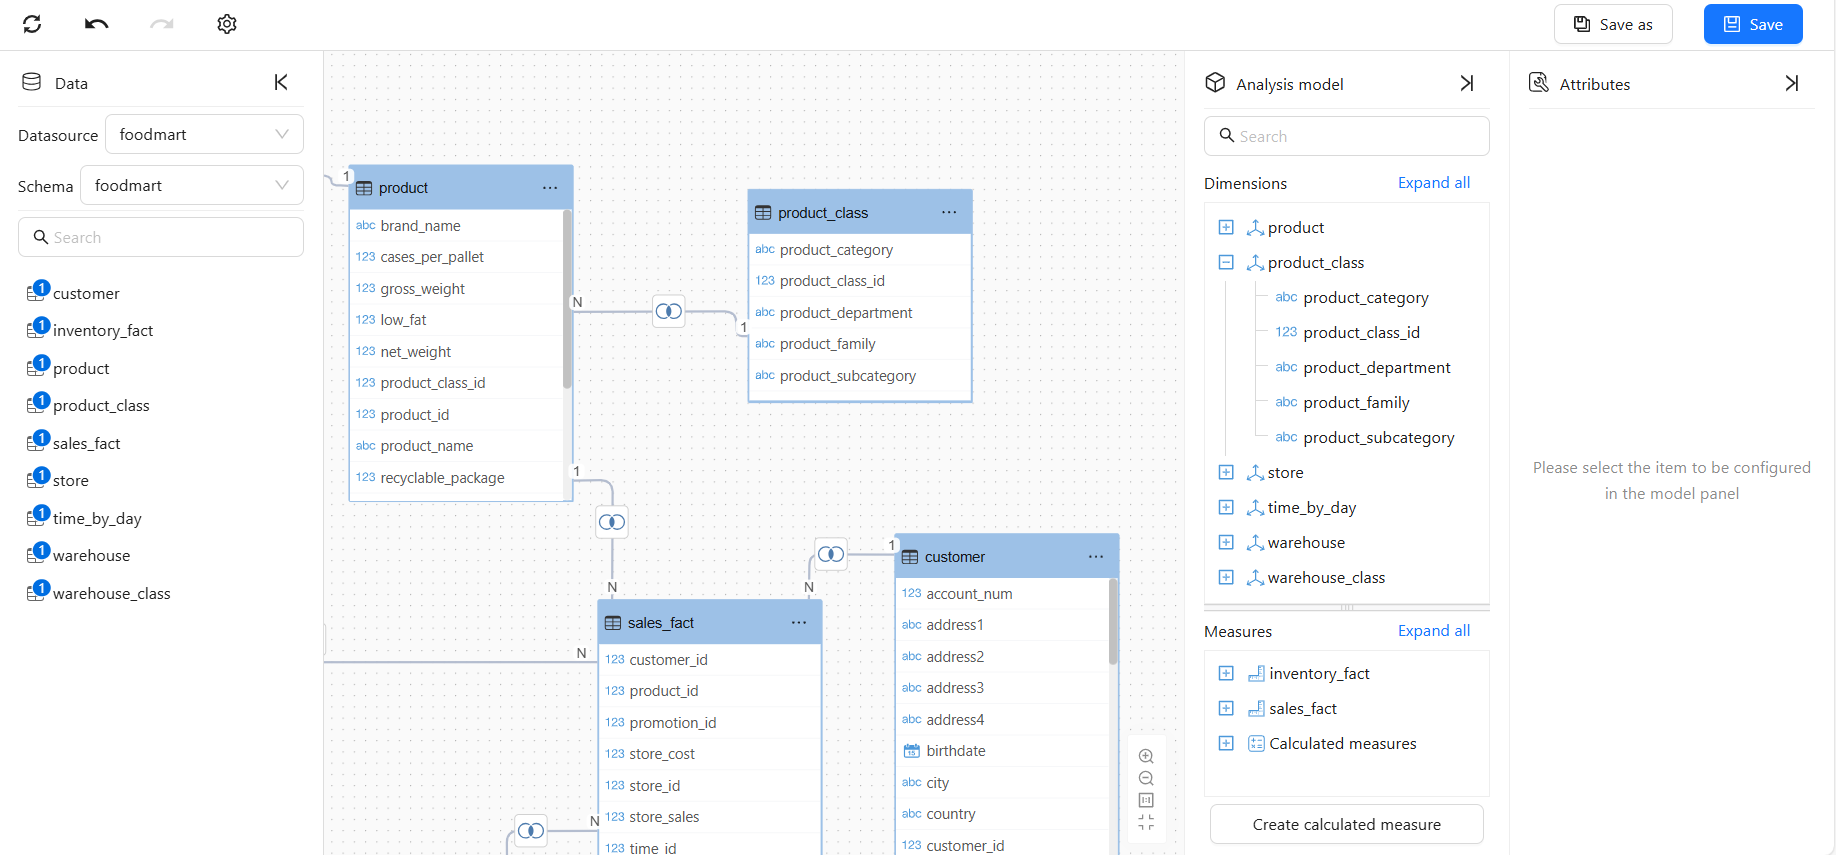 Save as
Save
Data
Datasource
foodmart
Schema
foodmart
Search
1 customer
1 inventory_fact
1 product
1 product_class
1 sales_fact
1 store
1 time_by_day
1 warehouse
1 warehouse_class
1
product
abc brand_name
123 cases_per_pallet
123 gross_weight
123 low_fat
123 net_weight
123 product_class_id
123 product_id
abc product_name
123 recyclable_package
N
1
1
N
product_class
abc product_category
123 product_class_id
abc product_department
abc product_family
abc product_subcategory
sales_fact
123 customer_id
123 product_id
123 promotion_id
123 store_cost
123 store_id
123 store_sales
123 time_id
N
N
N
1
customer
123 account_num
abc address1
abc address2
abc address3
abc address4
15 birthdate
abc city
abc country
123 customer_id
1:1
Analysis model
Search
Dimensions
Expand all
product
product_class
abc product_category
123 product_class_id
abc product_department
abc product_family
abc product_subcategory
store
time_by_day
warehouse
warehouse_class
Measures
Expand all
inventory_fact
sales_fact
Calculated measures
Create calculated measure
Attributes
Please select the item to be configured
in the model panel